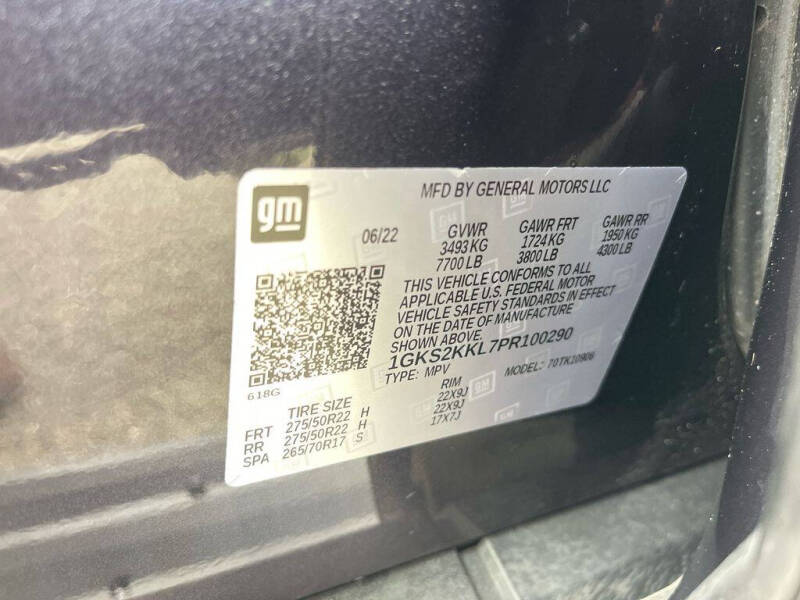 gm
MFD BY GENERAL MOTORS LLC
06/22 GVWR GAWR FRT GAWR RR
3493 KG 1724 KG 1950 KG
7700 LB 3800 LB 4300 LB
THIS VEHICLE CONFORMS TO ALL
APPLICABLE U.S. FEDERAL MOTOR
VEHICLE SAFETY STANDARDS IN EFFECT
ON THE DATE OF MANUFACTURE
SHOWN ABOVE.
1GKS2KKL7PR100290
TYPE: MPV MODEL: 70TK10906
618G
TIRE SIZE RIM
FRT 275/50R22 H 22X9J
RR 275/50R22 H 22X9J
SPA 265/70R17 S 17X7J